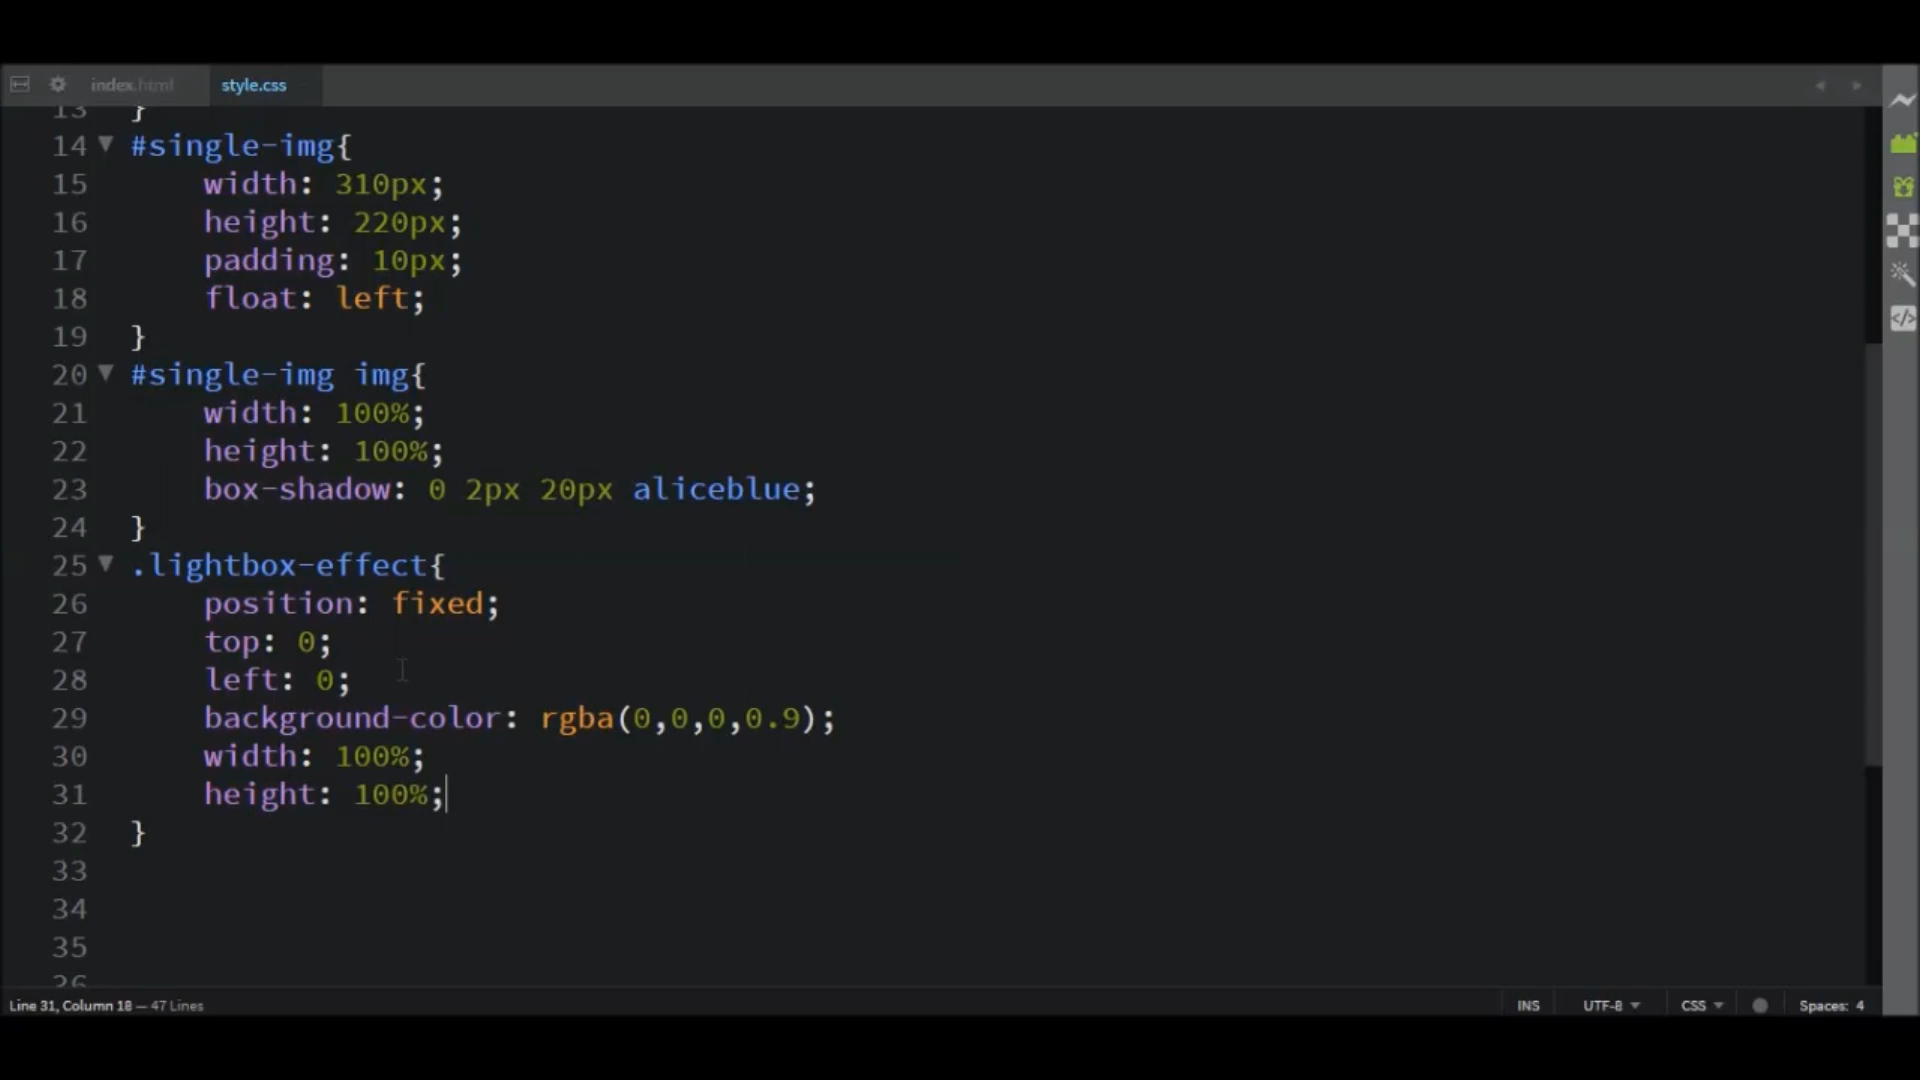 index.html style.css
13 }
14 #single-img{
15 width: 310px;
16 height: 220px;
17 padding: 10px;
18 float: left;
19 }
20 #single-img img{
21 width: 100%;
22 height: 100%;
23 box-shadow: 0 2px 20px aliceblue;
24 }
25 .lightbox-effect{
26 position: fixed;
27 top: 0;
28 left: 0;
29 background-color: rgba(0,0,0,0.9);
30 width: 100%;
31 height: 100%;
32 }
33
34
35
36
Line 31, Column 18 — 47 Lines INS UTF-8 CSS Spaces: 4